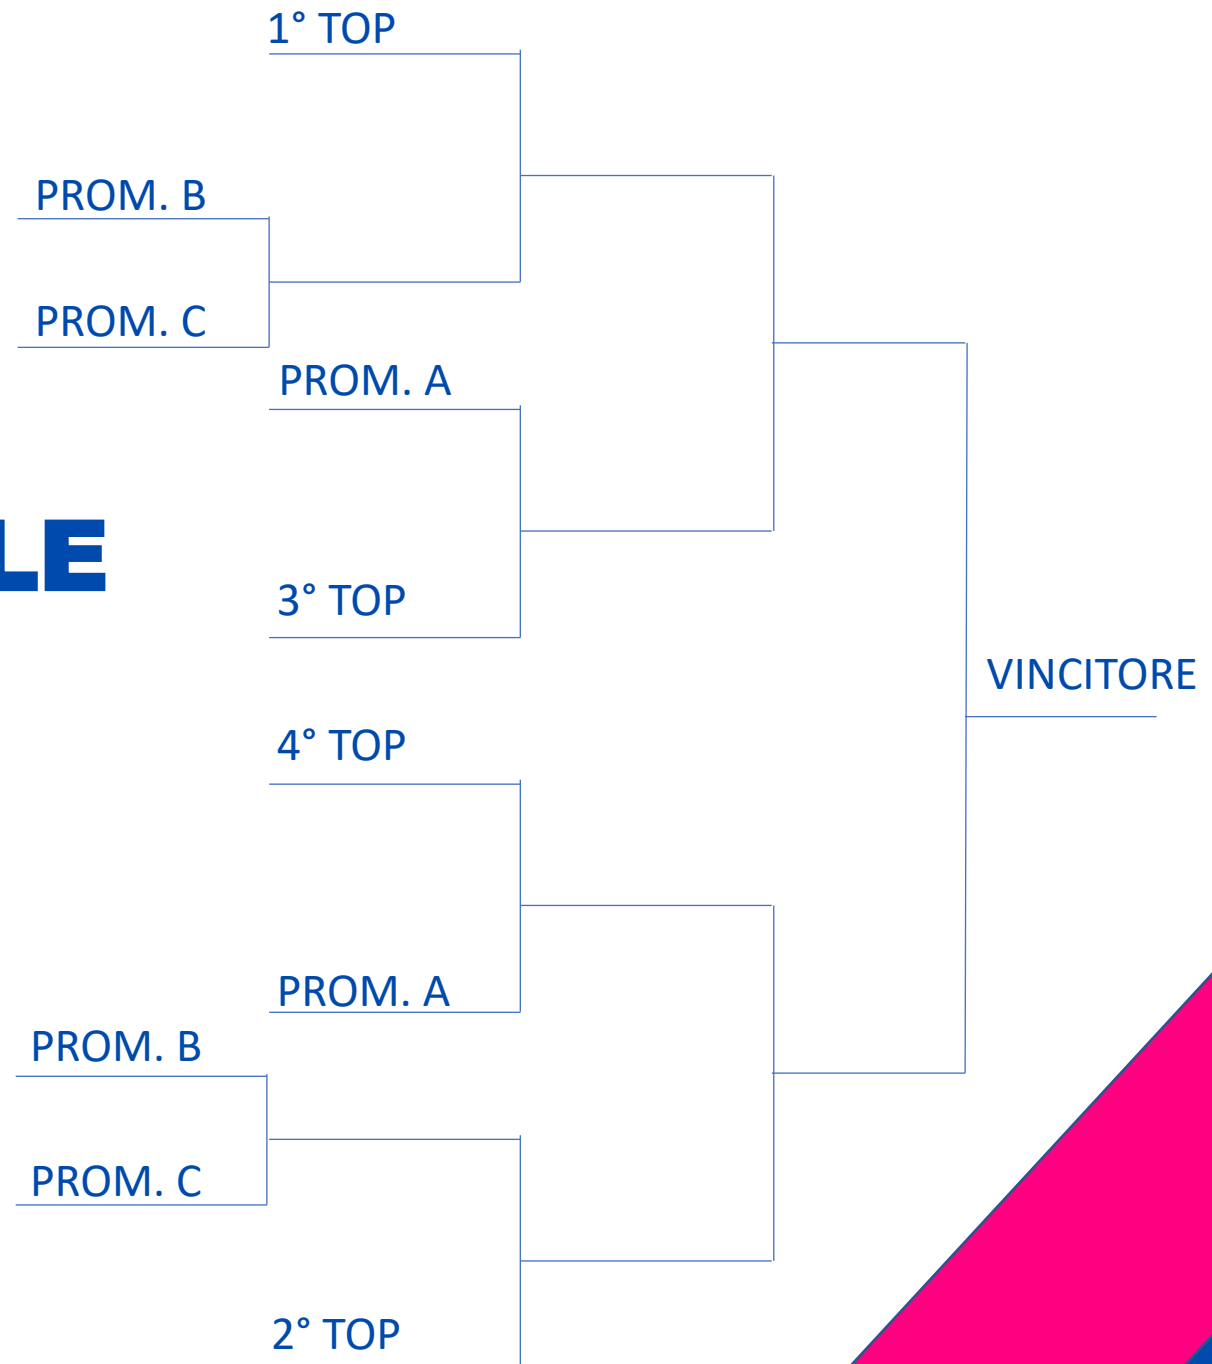 1° TOP
PROM. B
PROM. C
PROM. A
LE
3° TOP
VINCITORE
4° TOP
PROM. A
PROM. B
PROM. C
2° TOP